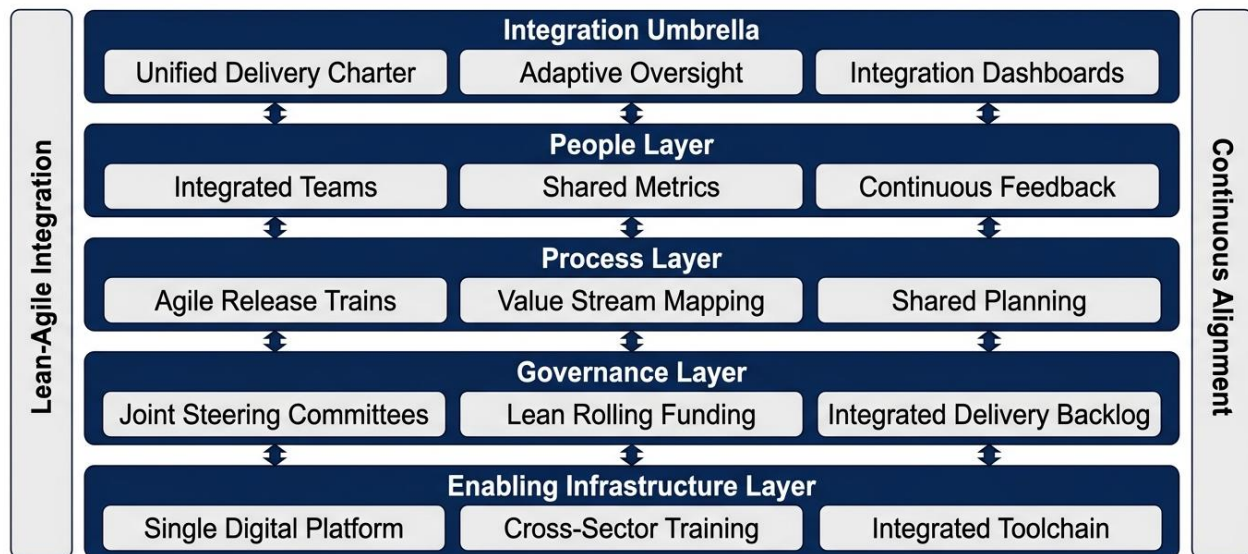 Lean-Agile Integration
Integration Umbrella
Unified Delivery Charter
Adaptive Oversight
Integration Dashboards
People Layer
Integrated Teams
Shared Metrics
Continuous Feedback
Process Layer
Agile Release Trains
Value Stream Mapping
Shared Planning
Governance Layer
Joint Steering Committees
Lean Rolling Funding
Integrated Delivery Backlog
Enabling Infrastructure Layer
Single Digital Platform
Cross-Sector Training
Integrated Toolchain
Continuous Alignment